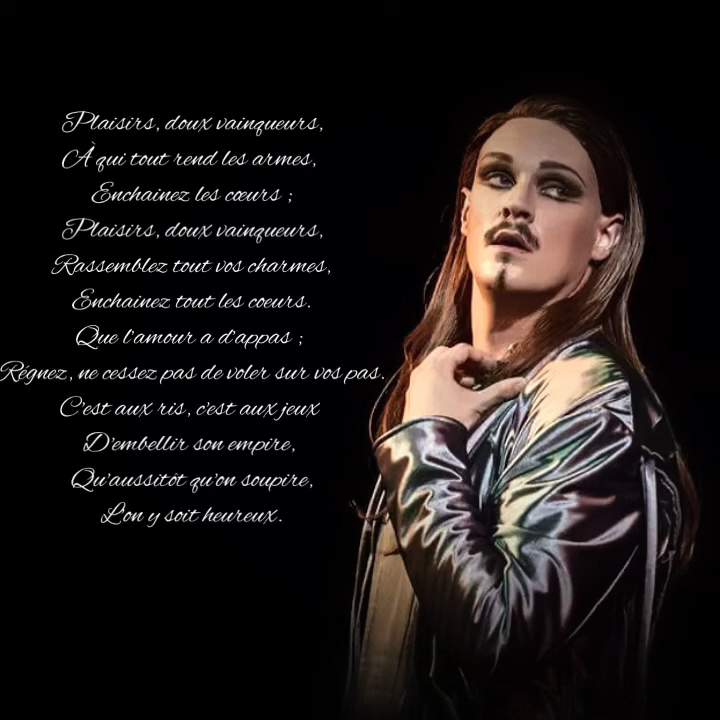 Plaisirs, doux vainqueurs,
À qui tout rend les armes,
Enchainez les cœurs ;
Plaisirs, doux vainqueurs,
Rassemblez tout vos charmes,
Enchainez tout les coeurs.
Que l'amour a d'appas ;
Régnez, ne cessez pas de voler sur vos pas.
C'est aux ris, c'est aux jeux
D'embellir son empire,
Qu'aussitôt qu'on soupire,
L'on y soit heureux.